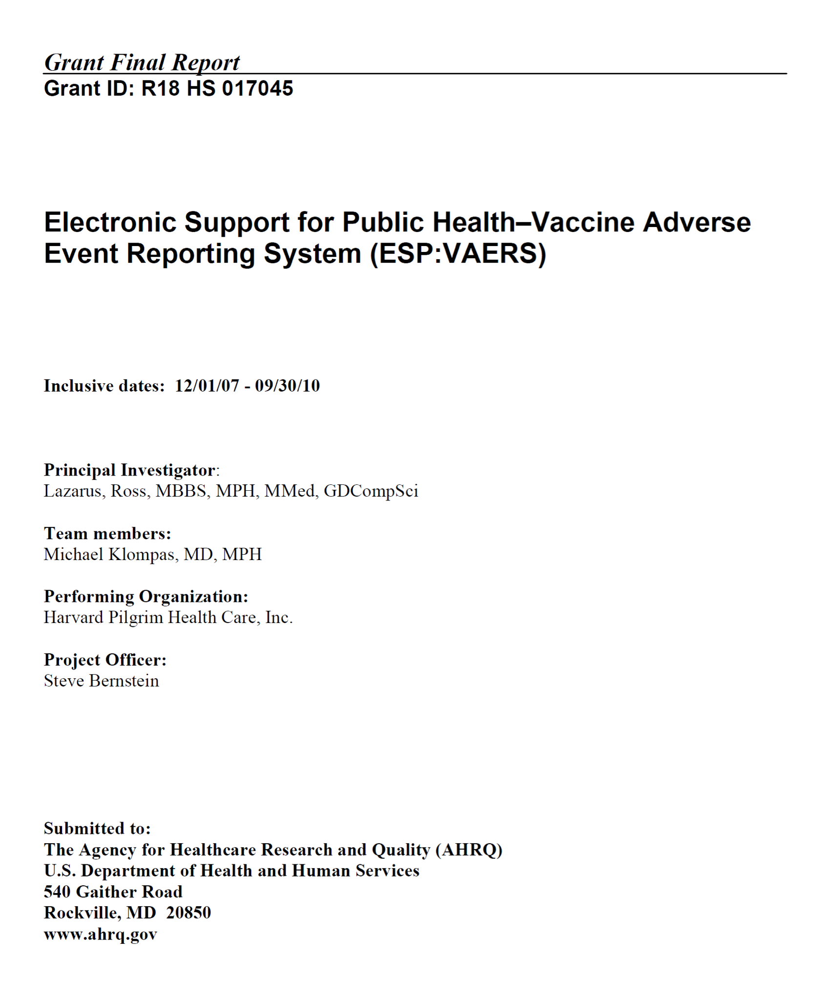 Grant Final Report
Grant ID: R18 HS 017045
Electronic Support for Public Health–Vaccine Adverse
Event Reporting System (ESP:VAERS)
Inclusive dates:  12/01/07 - 09/30/10
Principal Investigator:
Lazarus, Ross, MBBS, MPH, MMed, GDCompSci
Team members:
Michael Klompas, MD, MPH
Performing Organization:
Harvard Pilgrim Health Care, Inc.
Project Officer:
Steve Bernstein
Submitted to:
The Agency for Healthcare Research and Quality (AHRQ)
U.S. Department of Health and Human Services
540 Gaither Road
Rockville, MD  20850
www.ahrq.gov